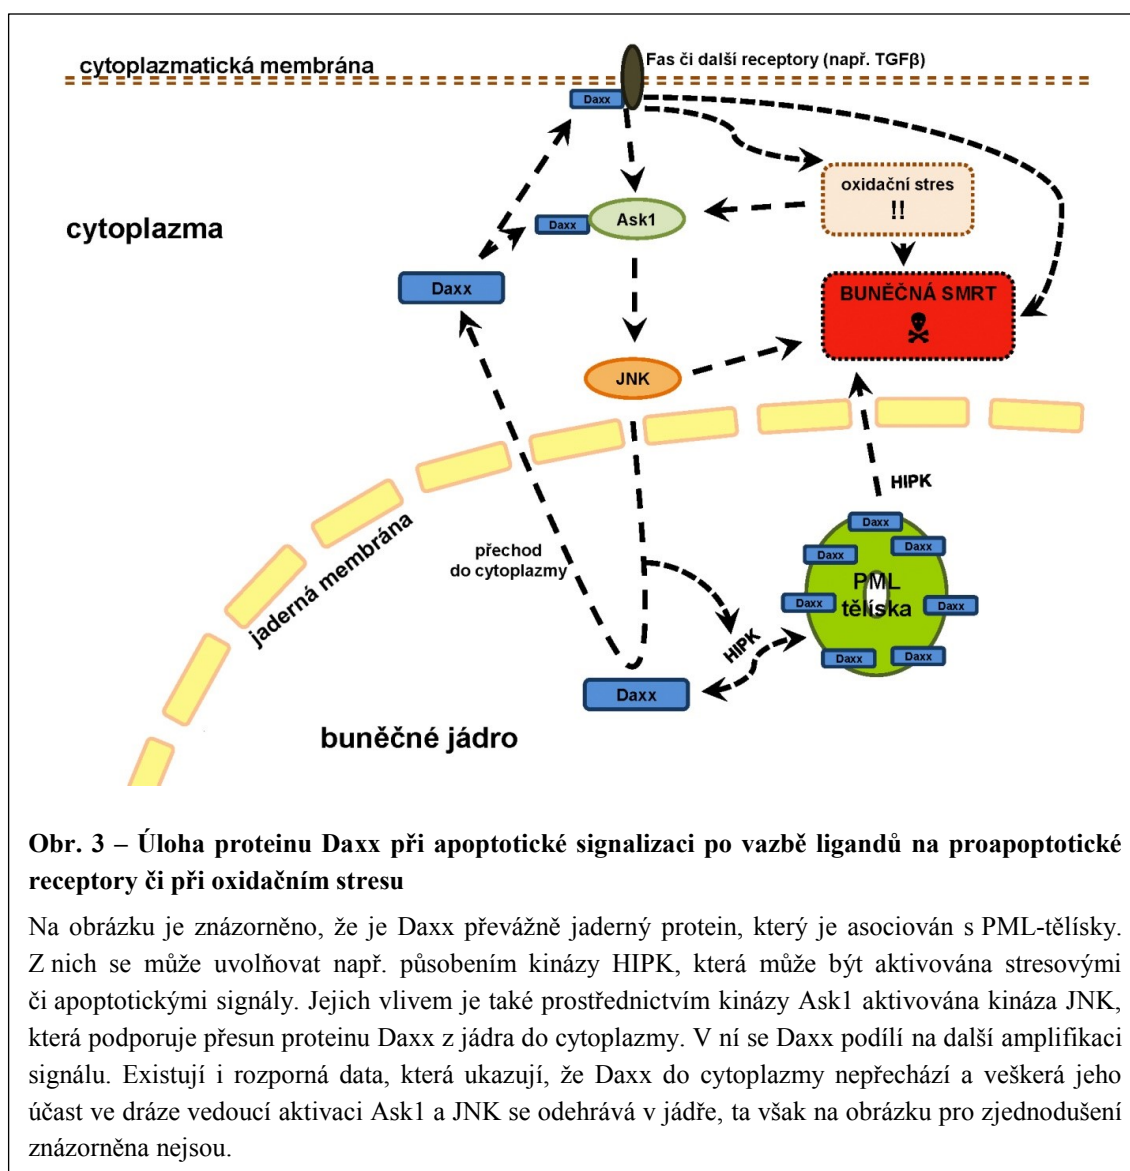 cytoplazmatická membrána
Fas či další receptory (např. TGFβ)
Daxx
oxidační stres
!!
cytoplazma
Daxx
Ask1
Daxx
BUNĚČNÁ SMRT
JNK
HIPK
jaderná membrána
přechod
do cytoplazmy
Daxx
Daxx
Daxx
PML
tělíska
Daxx
Daxx
Daxx
Daxx
HIPK
Daxx
buněčné jádro
Obr. 3 – Úloha proteinu Daxx při apoptotické signalizaci po vazbě ligandů na proapoptotické
receptory či při oxidačním stresu
Na obrázku je znázorněno, že je Daxx převážně jaderný protein, který je asociován s PML-tělísky.
Z nich se může uvolňovat např. působením kinázy HIPK, která může být aktivována stresovými
či apoptotickými signály. Jejich vlivem je také prostřednictvím kinázy Ask1 aktivována kináza JNK,
která podporuje přesun proteinu Daxx z jádra do cytoplazmy. V ní se Daxx podílí na další amplifikaci
signálu. Existují i rozporná data, která ukazují, že Daxx do cytoplazmy nepřechází a veškerá jeho
účast ve dráze vedoucí aktivaci Ask1 a JNK se odehrává v jádře, ta však na obrázku pro zjednodušení
znázorněna nejsou.